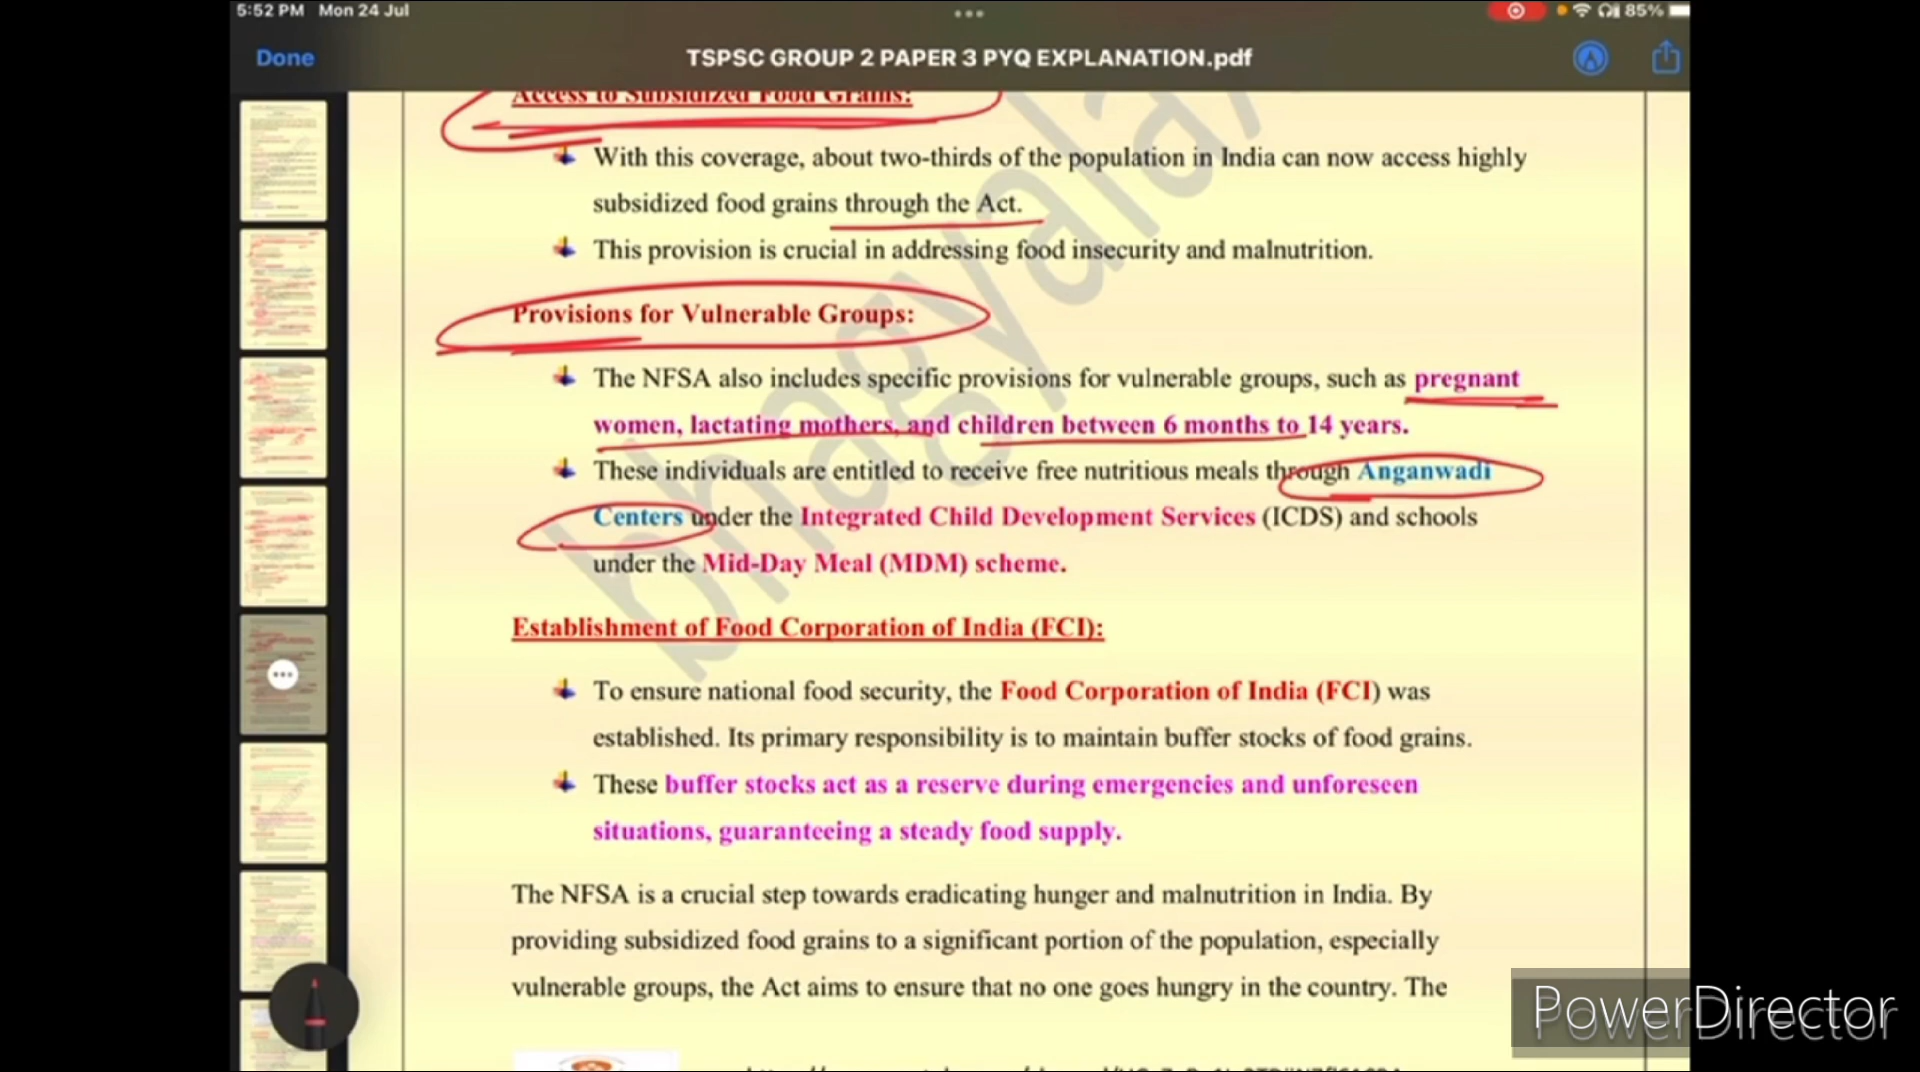 5:52 PM Mon 24 Jul
85%
Done
TSPSC GROUP 2 PAPER 3 PYQ EXPLANATION.pdf
Access to Subsidized Food Grains:
With this coverage, about two-thirds of the population in India can now access highly
subsidized food grains through the Act.
This provision is crucial in addressing food insecurity and malnutrition.
Provisions for Vulnerable Groups:
The NFSA also includes specific provisions for vulnerable groups, such as pregnant
women, lactating mothers, and children between 6 months to 14 years.
These individuals are entitled to receive free nutritious meals through Anganwadi
Centers under the Integrated Child Development Services (ICDS) and schools
under the Mid-Day Meal (MDM) scheme.
Establishment of Food Corporation of India (FCI):
To ensure national food security, the Food Corporation of India (FCI) was
established. Its primary responsibility is to maintain buffer stocks of food grains.
These buffer stocks act as a reserve during emergencies and unforeseen
situations, guaranteeing a steady food supply.
The NFSA is a crucial step towards eradicating hunger and malnutrition in India. By
providing subsidized food grains to a significant portion of the population, especially
vulnerable groups, the Act aims to ensure that no one goes hungry in the country. The
PowerDirector